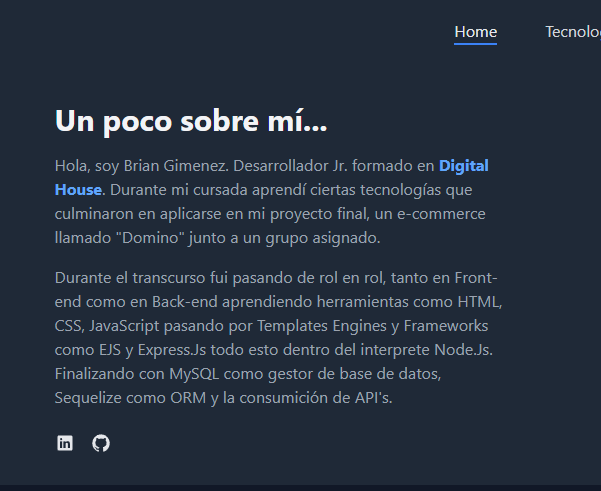 Home Tecnolo
Un poco sobre mí...
Hola, soy Brian Gimenez. Desarrollador Jr. formado en Digital
House. Durante mi cursada aprendí ciertas tecnologías que
culminaron en aplicarse en mi proyecto final, un e-commerce
llamado "Domino" junto a un grupo asignado.
Durante el transcurso fui pasando de rol en rol, tanto en Front-
end como en Back-end aprendiendo herramientas como HTML,
CSS, JavaScript pasando por Templates Engines y Frameworks
como EJS y Express.Js todo esto dentro del interprete Node.Js.
Finalizando con MySQL como gestor de base de datos,
Sequelize como ORM y la consumición de API's.
in